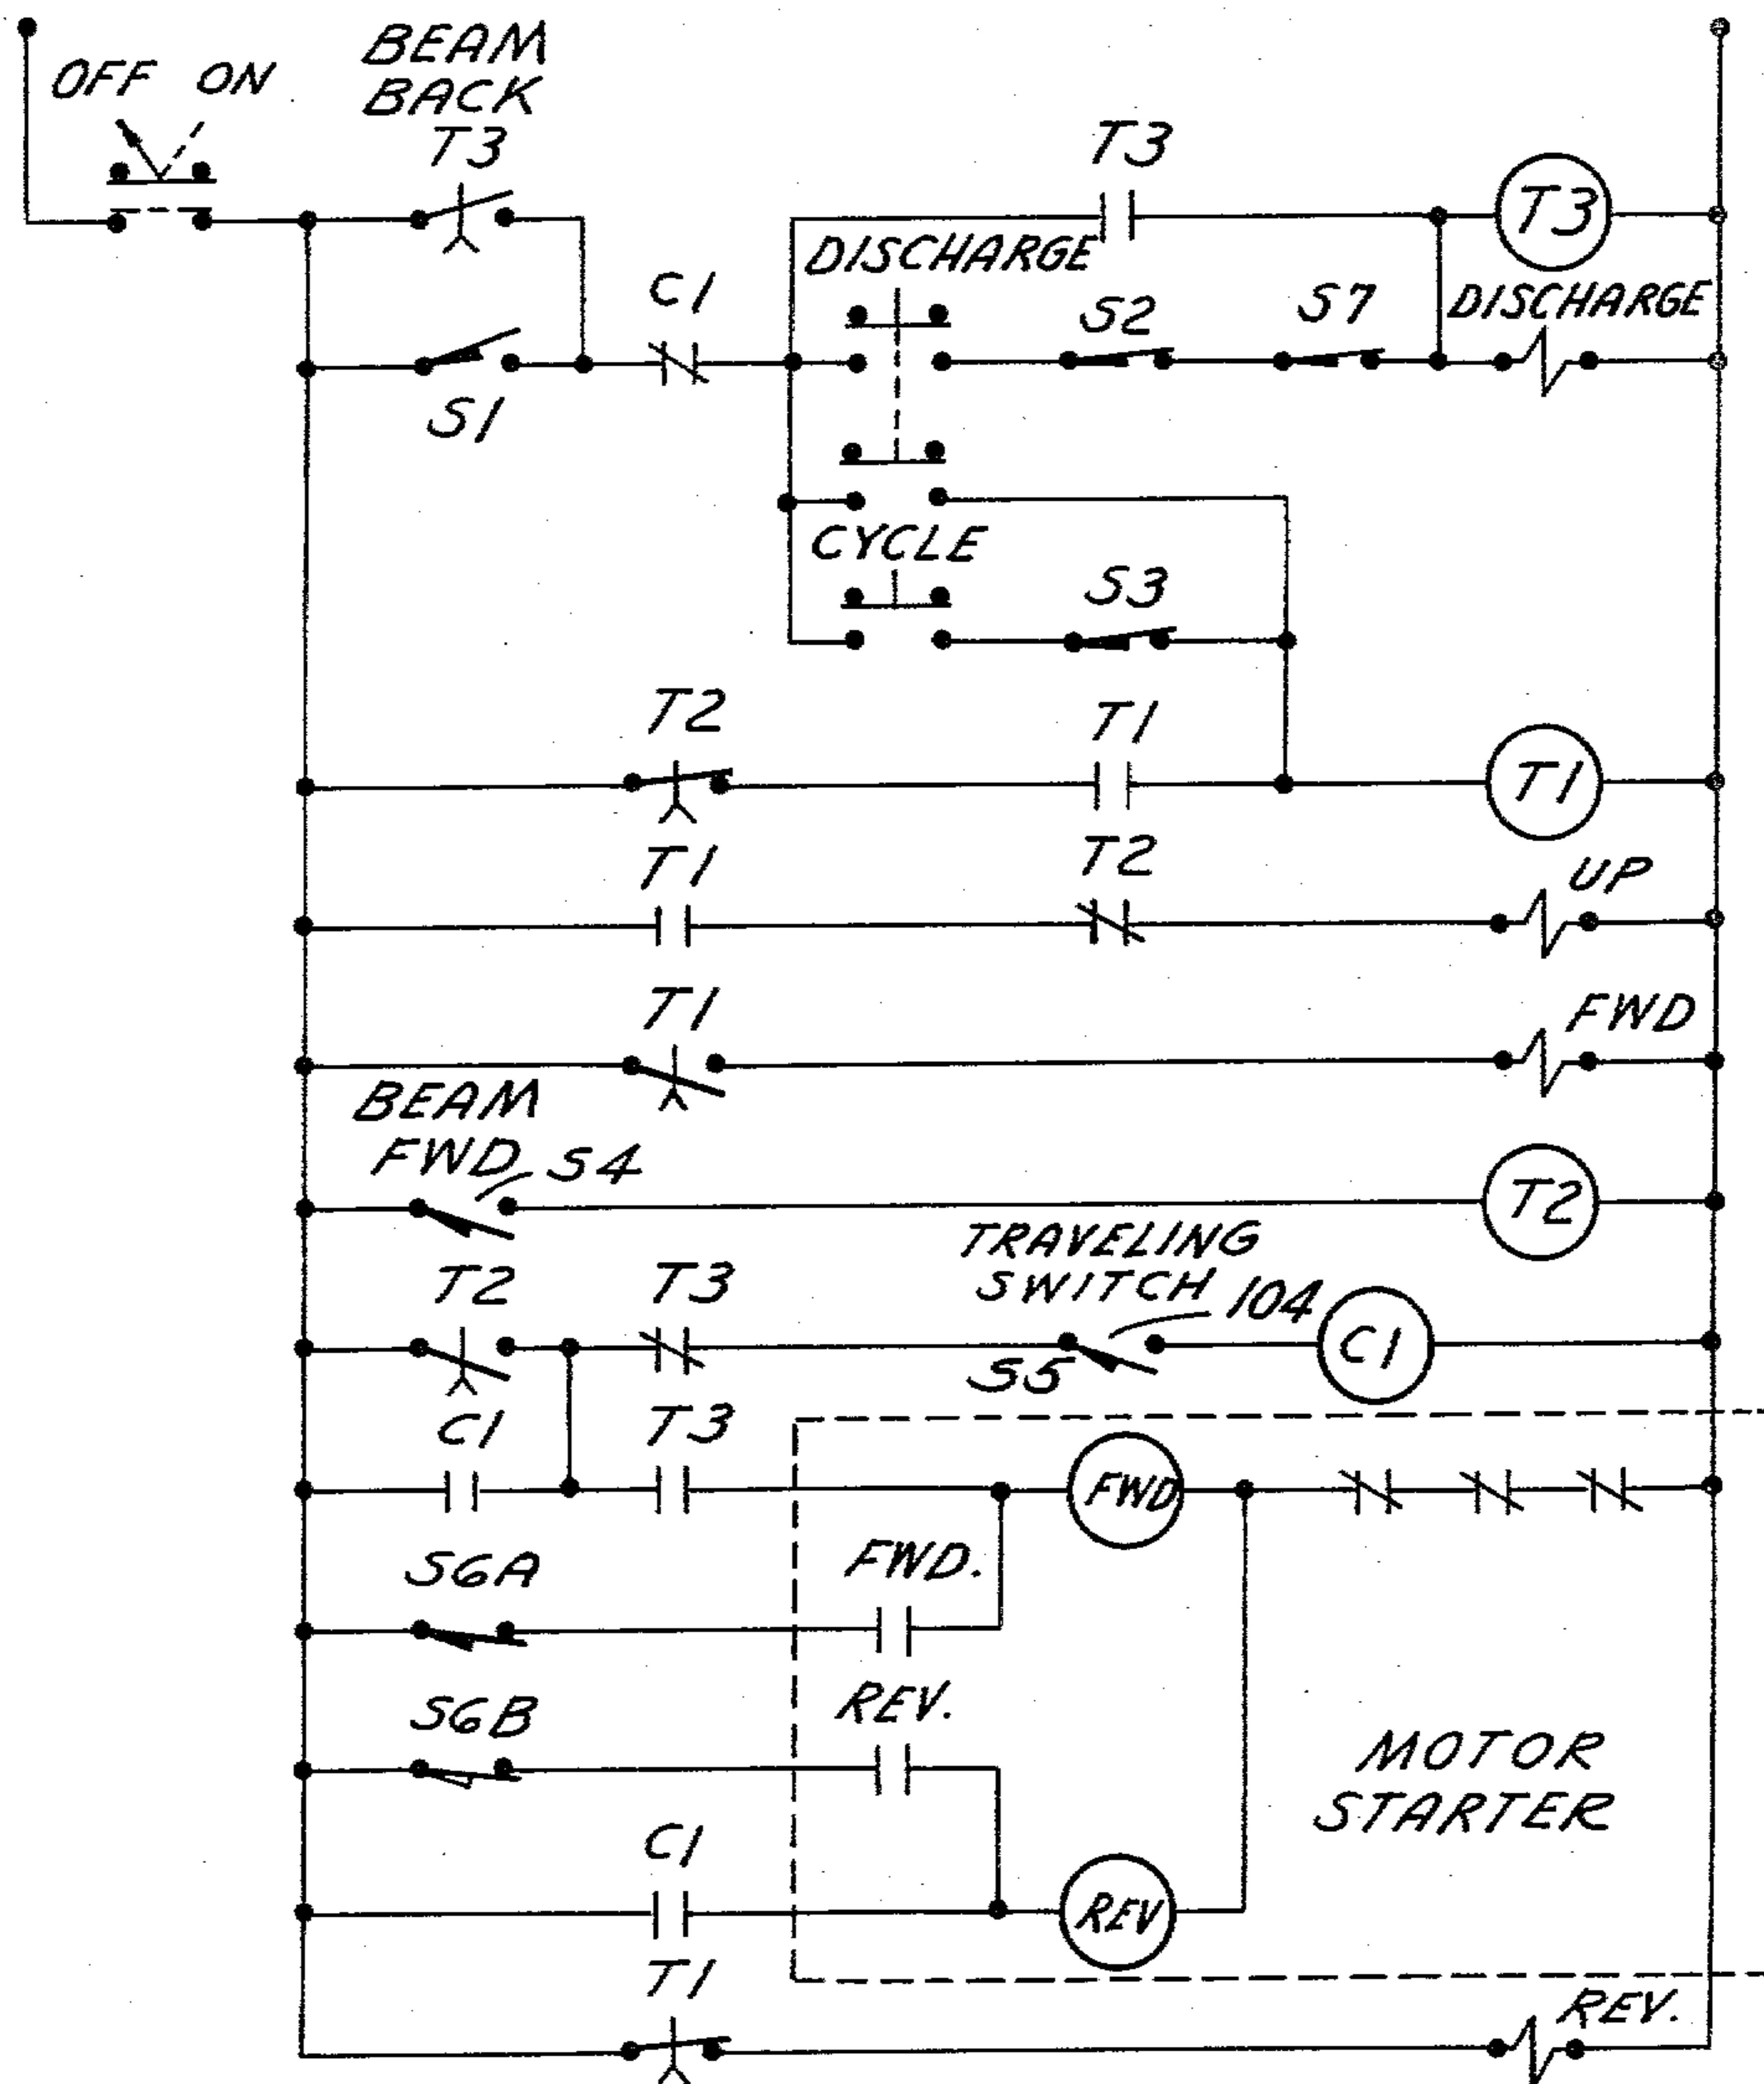 OFF ON
BEAM
BACK
T3
T3
T3
DISCHARGE
C1
S2
S7
DISCHARGE
S1
CYCLE
S3
T2
T1
T1
T1
T2
UP
T1
FWD
BEAM
FWD S4
T2
TRAVELING
SWITCH 104
T2
T3
S5
C1
C1
T3
FWD
S6A
FWD.
S6B
REV.
MOTOR
STARTER
C1
REV
T1
REV.